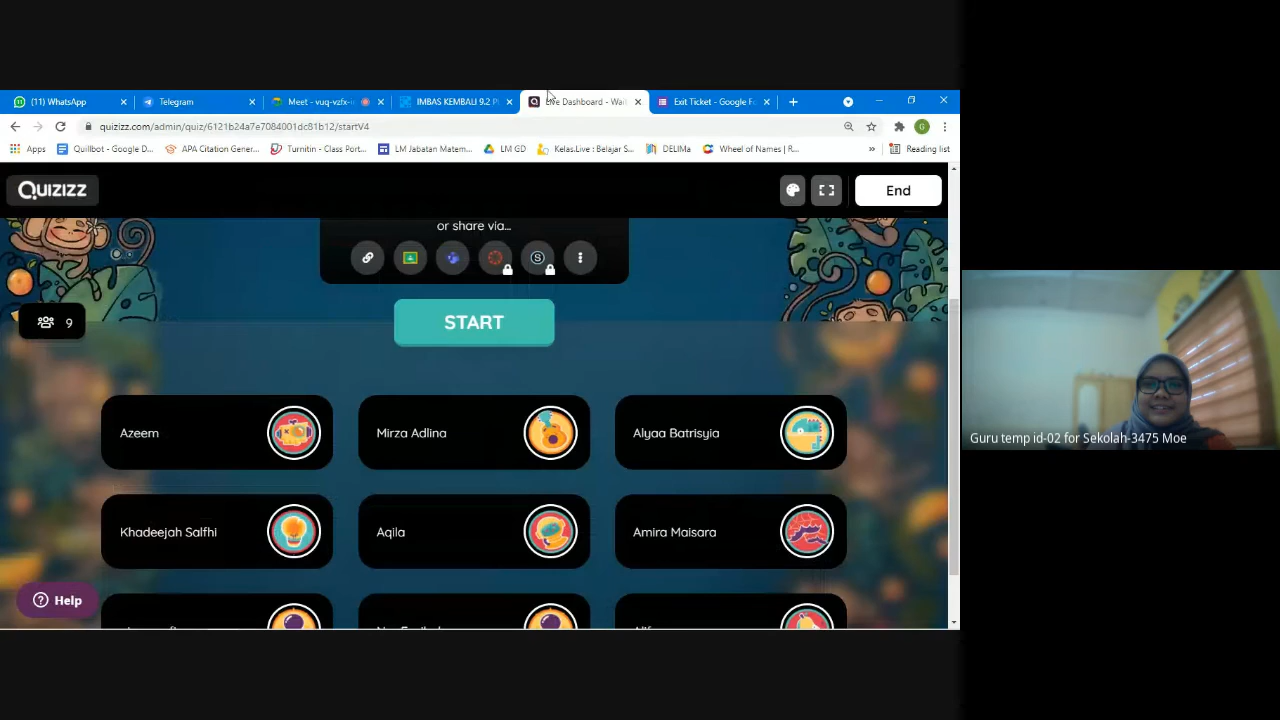 (11) WhatsApp
Telegram
Meet - vuq-vzfx-
IMBAS KEMBALI 9.2
Live Dashboard - Wait
Exit Ticket - Google Fo
quizizz.com/admin/quiz/6121b24a7e7084001dc81b12/startV4
Apps
Quillbot - Google D...
APA Citation Gener...
Turnitin - Class Port...
LM Jabatan Matem...
LM GD
Kelas.Live : Belajar S...
DELIMa
Wheel of Names | R...
»
Reading list
Quizizz
End
or share via...
9
START
Azeem
Mirza Adlina
Alyaa Batrisyia
Khadeejah Salfhi
Aqila
Amira Maisara
Help
Guru temp id-02 for Sekolah-3475 Moe